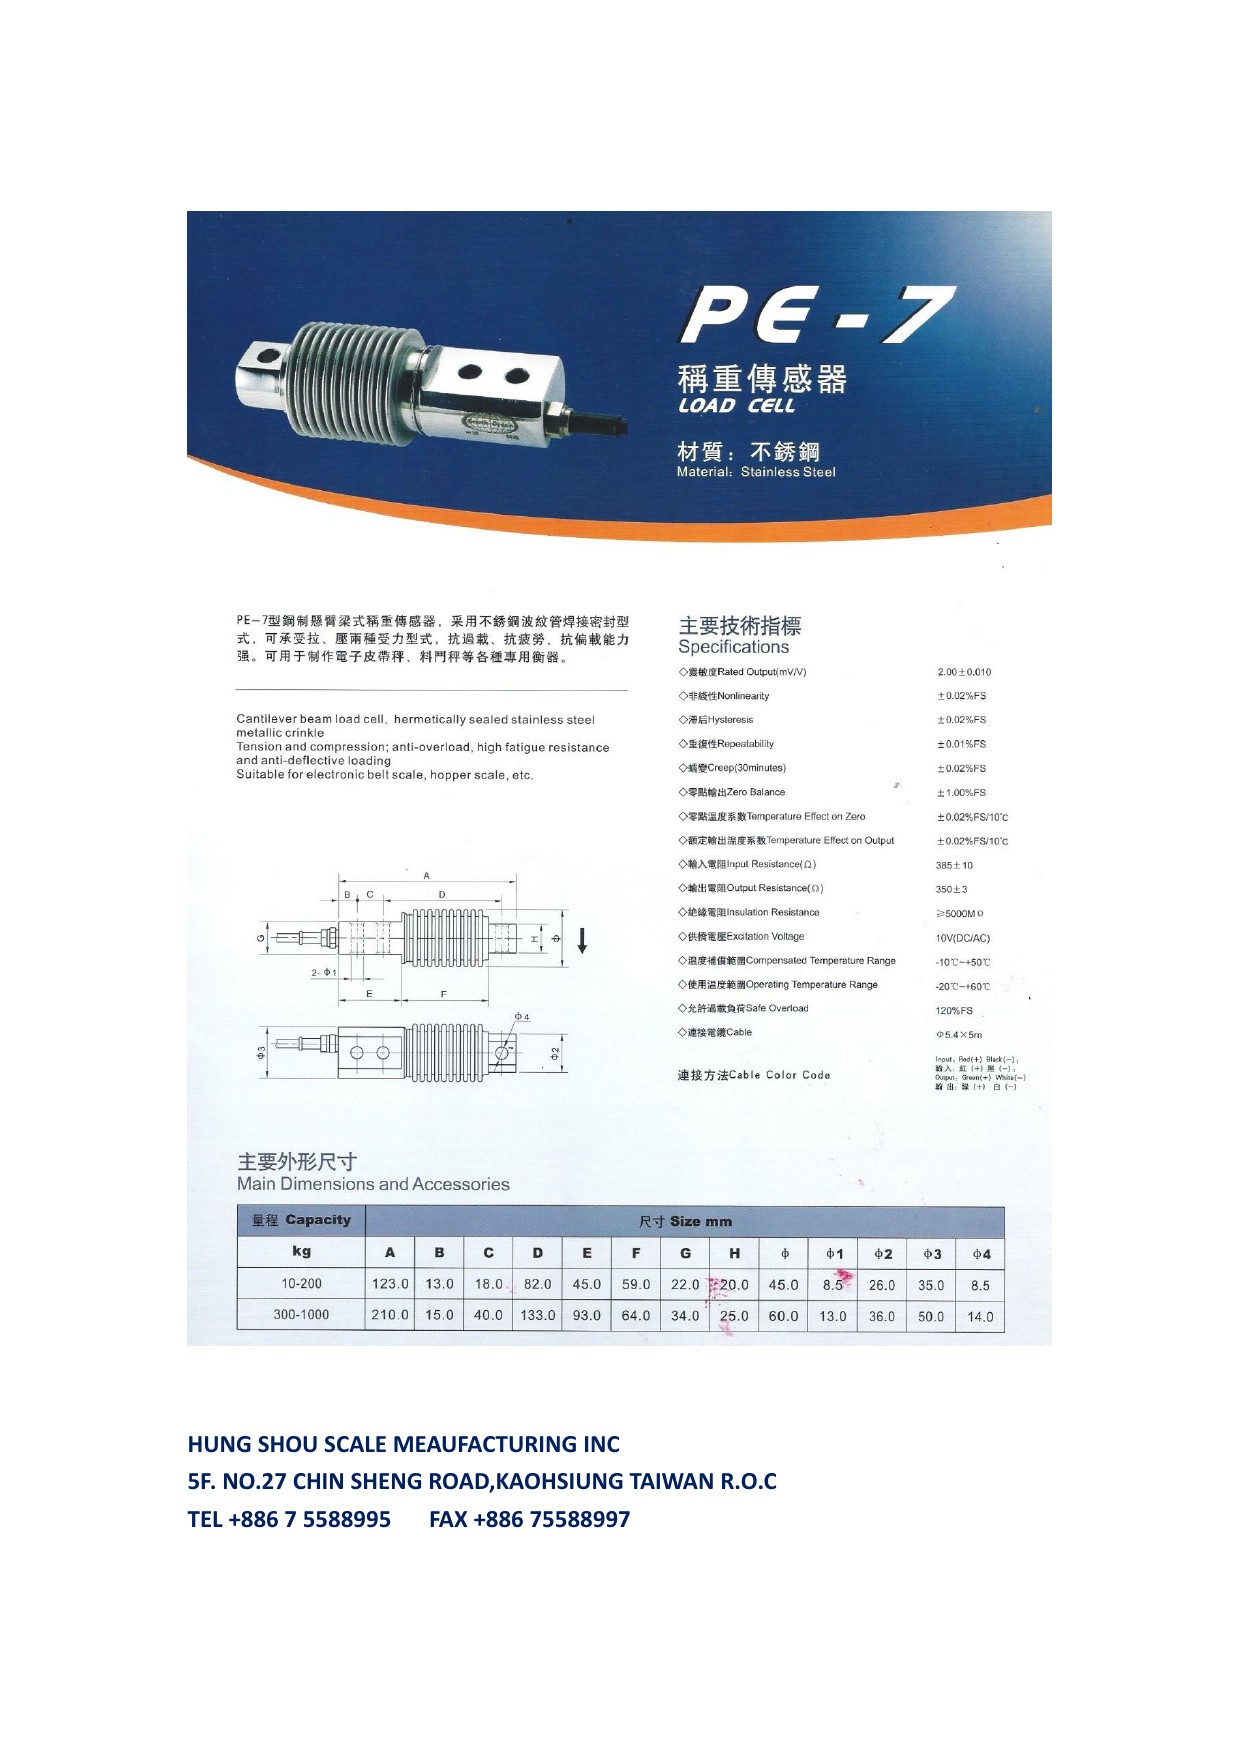 PE-7
稱重傳感器
LOAD CELL
材質：不銹鋼
Material: Stainless Steel
PE-7型鋼制懸臂梁式稱重傳感器，采用不銹鋼波紋管焊接密封型
式，可承受拉、壓兩種受力型式，抗過載、抗疲勞、抗偏載能力
强。可用于制作電子皮帶秤、料鬥秤等各種專用衡器。
Cantilever beam load cell, hermetically sealed stainless steel
metallic crinkle
Tension and compression; anti-overload, high fatigue resistance
and anti-deflective loading
Suitable for electronic belt scale, hopper scale, etc.
主要技術指標
Specifications
◇靈敏度Rated Output(mV/V) 2.00±0.010
◇非綫性Nonlinearity ±0.02%FS
◇滯后Hysteresis ±0.02%FS
◇重復性Repeatability ±0.01%FS
◇蠕變Creep(30minutes) ±0.02%FS
◇零點輸出Zero Balance ±1.00%FS
◇零點溫度系數Temperature Effect on Zero ±0.02%FS/10℃
◇額定輸出溫度系數Temperature Effect on Output ±0.02%FS/10℃
◇輸入電阻Input Resistance(Ω) 385±10
◇輸出電阻Output Resistance(Ω) 350±3
◇絶緣電阻Insulation Resistance ≥5000MΩ
◇供橋電壓Excitation Voltage 10V(DC/AC)
◇溫度補償範圍Compensated Temperature Range -10℃~+50℃
◇使用溫度範圍Operating Temperature Range -20℃~+60℃
◇允許過載負荷Safe Overload 120%FS
◇連接電纜Cable Φ5.4×5m
連接方法Cable Color Code
Input: Red(+) Black(-);
輸入: 紅 (+) 黑 (-);
Output: Green(+) White(-)
輸出: 綠 (+) 白 (-)
A
B C D
G H Φ
2-Φ1
E F
Φ4
Φ3 Φ2
主要外形尺寸
Main Dimensions and Accessories
量程 Capacity 尺寸 Size mm
kg A B C D E F G H Φ Φ1 Φ2 Φ3 Φ4
10-200 123.0 13.0 18.0 82.0 45.0 59.0 22.0 20.0 45.0 8.5 26.0 35.0 8.5
300-1000 210.0 15.0 40.0 133.0 93.0 64.0 34.0 25.0 60.0 13.0 36.0 50.0 14.0
HUNG SHOU SCALE MEAUFACTURING INC
5F. NO.27 CHIN SHENG ROAD,KAOHSIUNG TAIWAN R.O.C
TEL +886 7 5588995 FAX +886 75588997